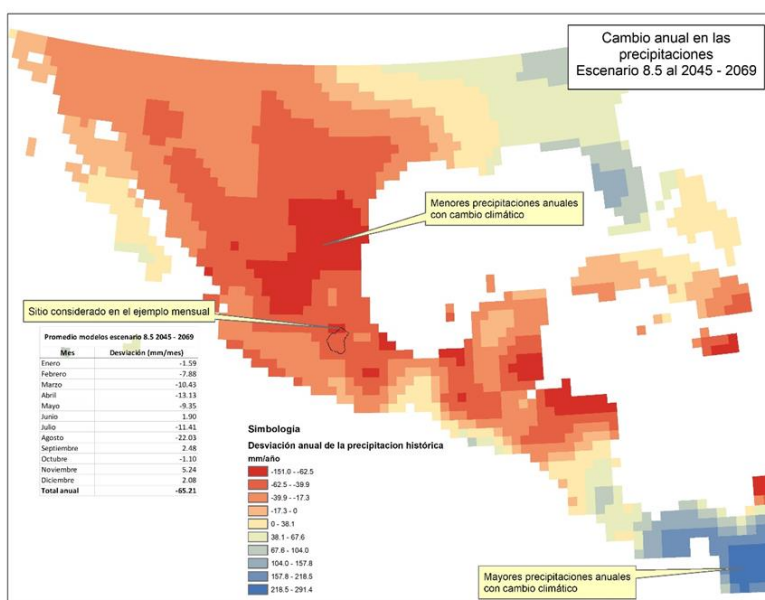 Cambio anual en las
precipitaciones
Escenario 8.5 al 2045 - 2069
Menores precipitaciones anuales
con cambio climático
Sitio considerado en el ejemplo mensual
Promedio modelos escenario 8.5 2045 - 2069
Mes Desviación (mm/mes)
Enero -1.59
Febrero -7.88
Marzo -10.43
Abril -13.13
Mayo -9.35
Junio 1.90
Julio -11.41
Agosto -22.03
Septiembre 2.48
Octubre -1.10
Noviembre 5.24
Diciembre 2.08
Total anual -65.21
Simbología
Desviación anual de la precipitacion histórica
mm/año
-151.0 - -62.5
-62.5 - -39.9
-39.9 - -17.3
-17.3 - 0
0 - 38.1
38.1 - 67.6
67.6 - 104.0
104.0 - 157.8
157.8 - 218.5
218.5 - 291.4
Mayores precipitaciones anuales
con cambio climático